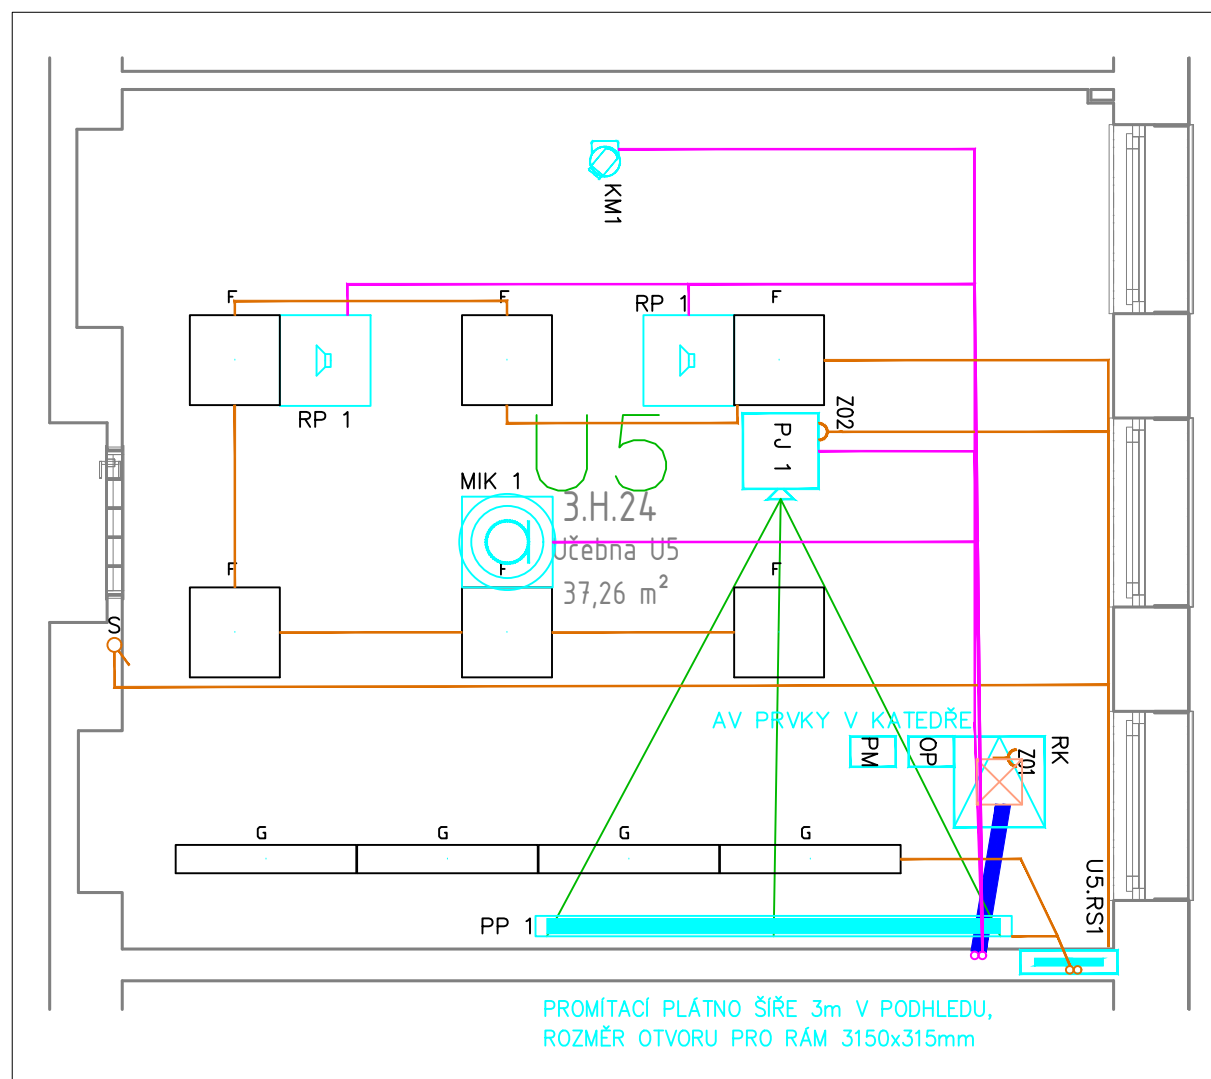 KM1
F
F
F
RP 1
RP 1
Z02
PJ 1
U5
MIK 1
3.H.24
Učebna U5
37,26 m²
F
F
F
S
AV PRVKY V KATEDŘE
PM
OP
Z01
RK
G
G
G
G
U5.RS1
PP 1
PROMÍTACÍ PLÁTNO ŠÍŘE 3m V PODHLEDU,
ROZMĚR OTVORU PRO RÁM 3150x315mm